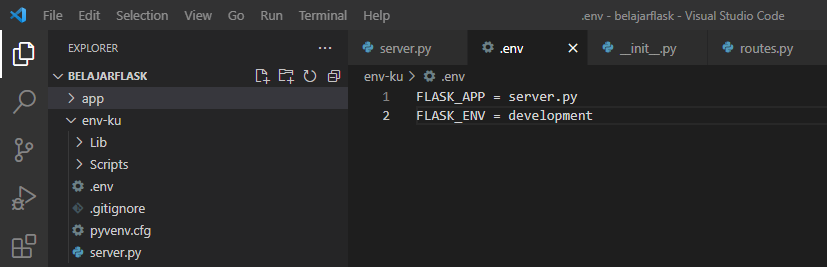 File Edit Selection View Go Run Terminal Help .env - belajarflask - Visual Studio Code
EXPLORER
server.py .env __init__.py routes.py
BELAJARFLASK
env-ku > .env
app
1 FLASK_APP = server.py
env-ku
2 FLASK_ENV = development
Lib
Scripts
.env
.gitignore
pyvenv.cfg
server.py